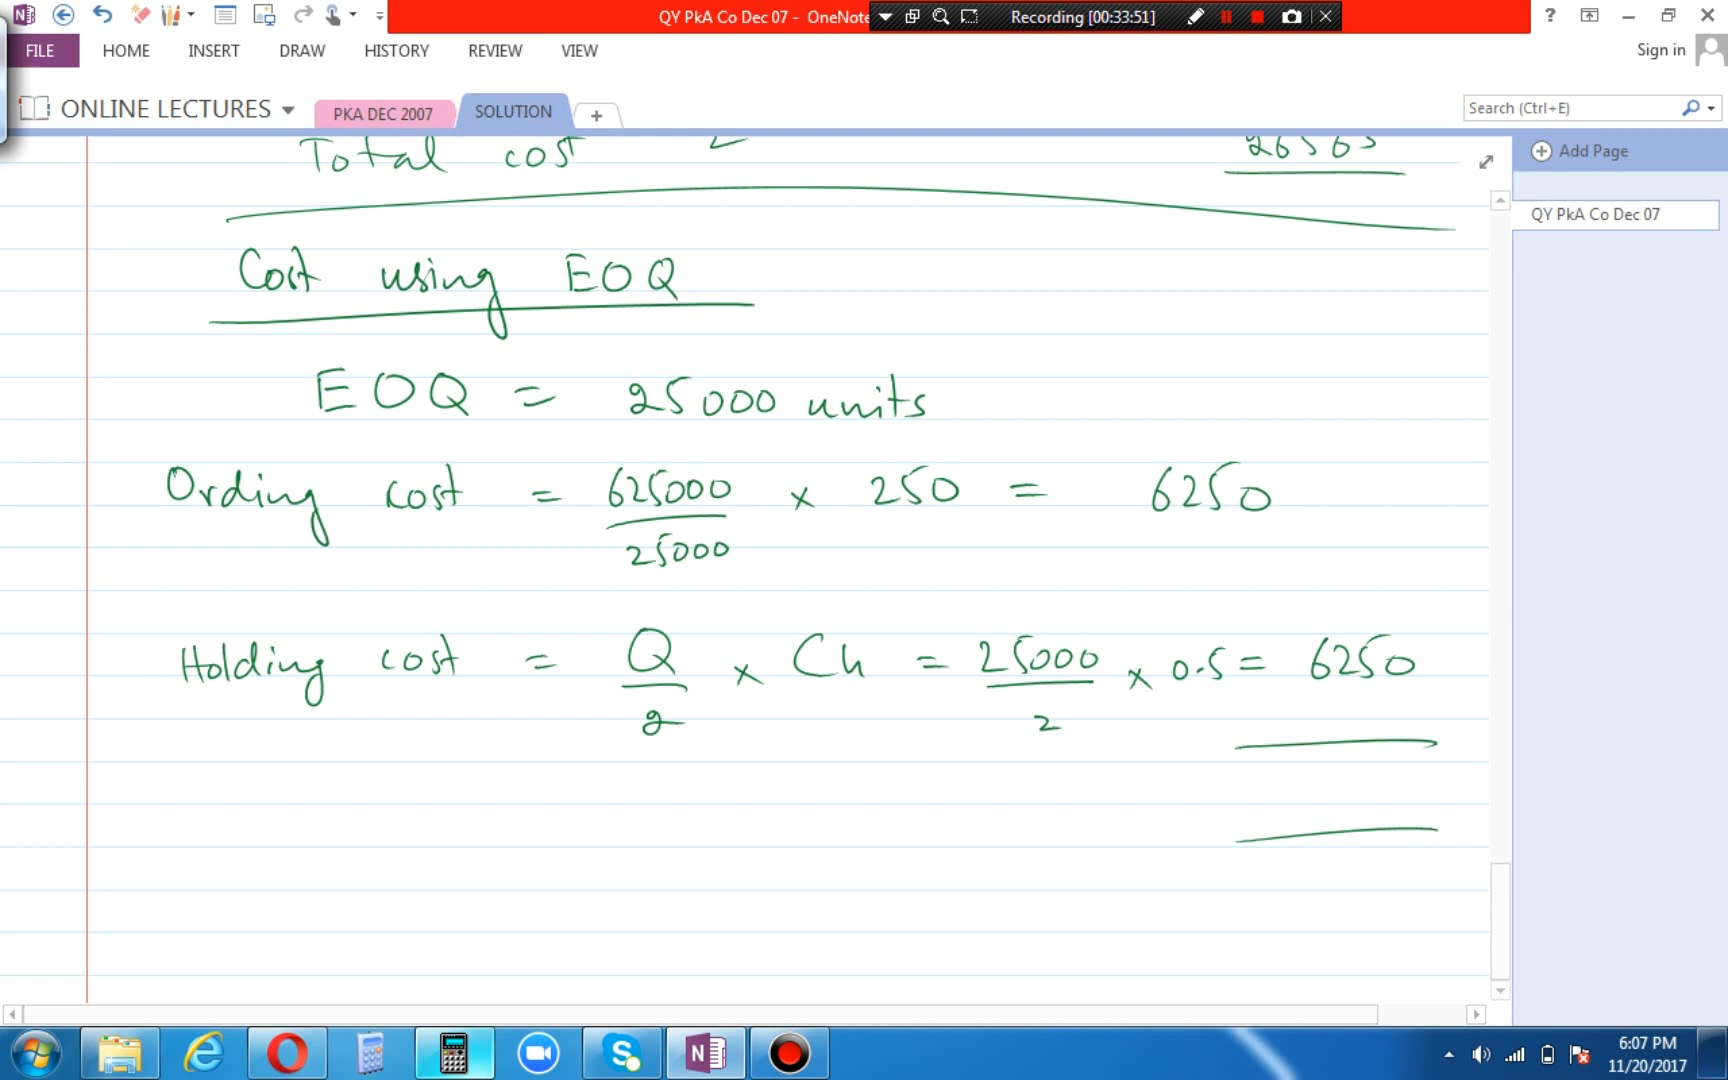 QY PkA Co Dec 07 - OneNote
Recording [00:33:51]
?
FILE HOME INSERT DRAW HISTORY REVIEW VIEW
Sign in
ONLINE LECTURES PKA DEC 2007 SOLUTION +
Search (Ctrl+E)
Add Page
QY PkA Co Dec 07
Total cost 26563
Cost using EOQ
EOQ = 25000 units
Ording cost = 625000 × 250 = 6250
25000
Holding cost = Q × Ch = 25000 × 0.5 = 6250
2 2
6:07 PM
11/20/2017